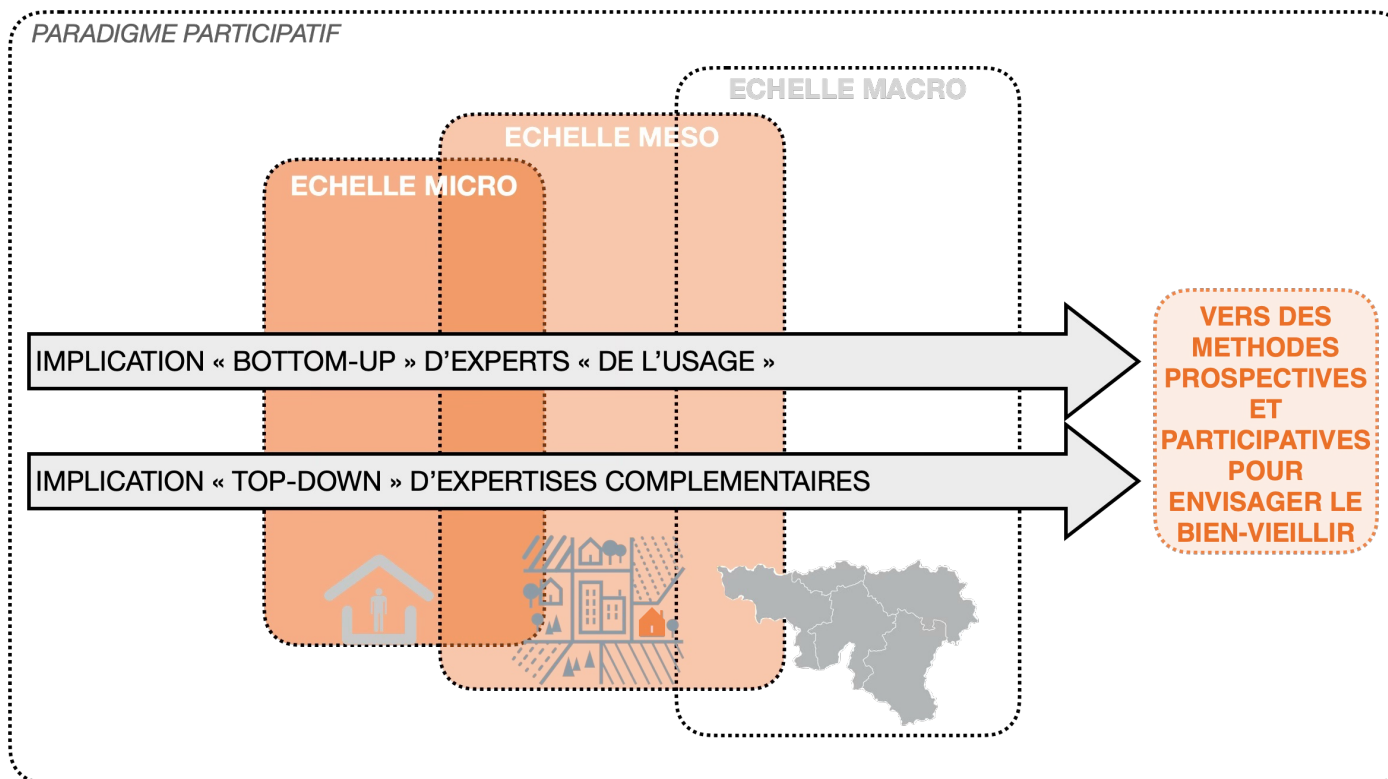 PARADIGME PARTICIPATIF
ECHELLE MACRO
ECHELLE MESO
ECHELLE MICRO
IMPLICATION « BOTTOM-UP » D’EXPERTS « DE L’USAGE »
IMPLICATION « TOP-DOWN » D’EXPERTISES COMPLEMENTAIRES
VERS DES
METHODES
PROSPECTIVES
ET
PARTICIPATIVES
POUR
ENVISAGER LE
BIEN-VIEILLIR